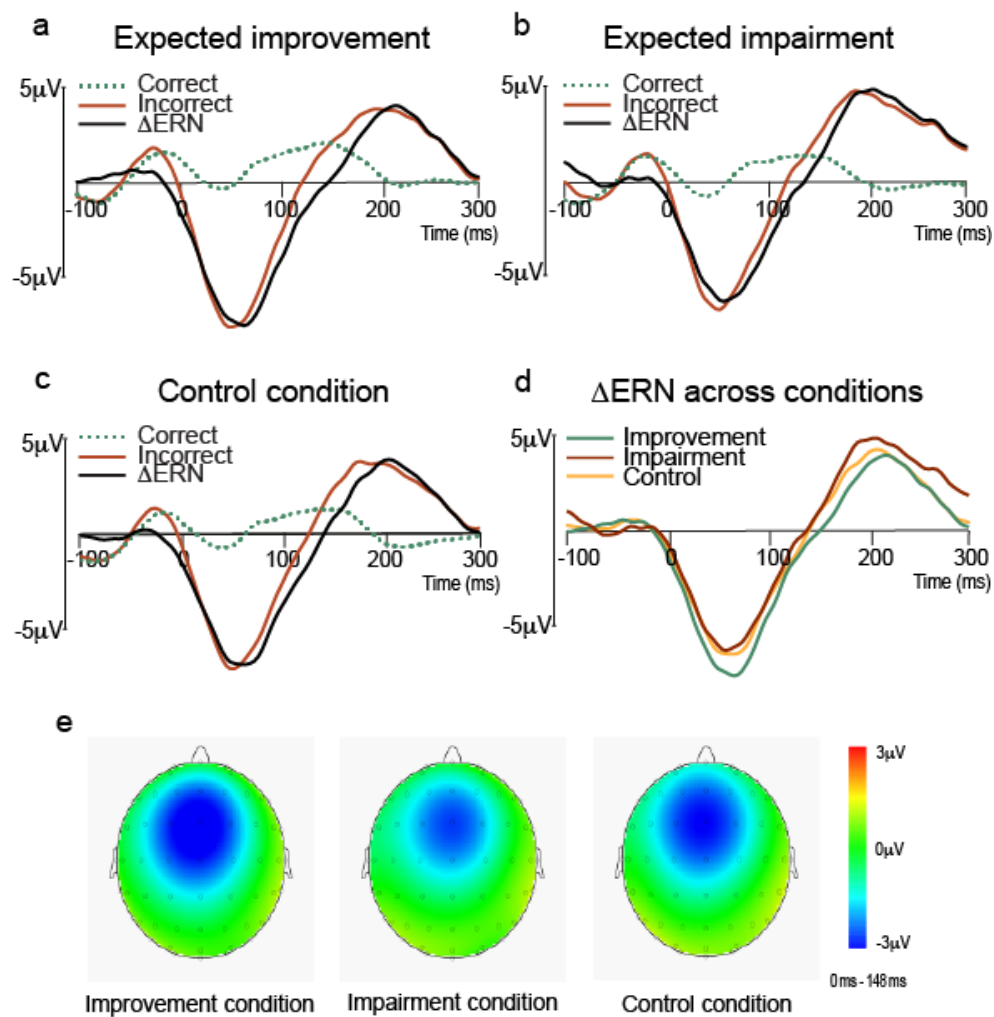 a
Expected improvement
5µV
Correct
Incorrect
ΔERN
-100 0 100 200 300
Time (ms)
-5µV
b
Expected impairment
5µV
Correct
Incorrect
ΔERN
-100 0 100 200 300
Time (ms)
-5µV
c
Control condition
5µV
Correct
Incorrect
ΔERN
-100 0 100 200 300
Time (ms)
-5µV
d
ΔERN across conditions
5µV
Improvement
Impairment
Control
-100 0 100 200 300
Time (ms)
-5µV
e
3µV
0µV
-3µV
0ms - 148ms
Improvement condition
Impairment condition
Control condition